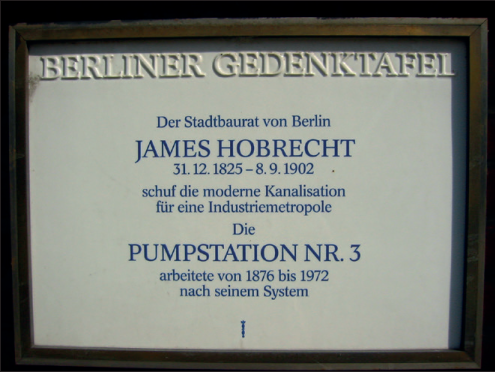 BERLINER GEDENKTAFEL
Der Stadtbaurat von Berlin
JAMES HOBRECHT
31. 12. 1825 – 8. 9. 1902
schuf die moderne Kanalisation
für eine Industriemetropole
Die
PUMPSTATION NR. 3
arbeitete von 1876 bis 1972
nach seinem System